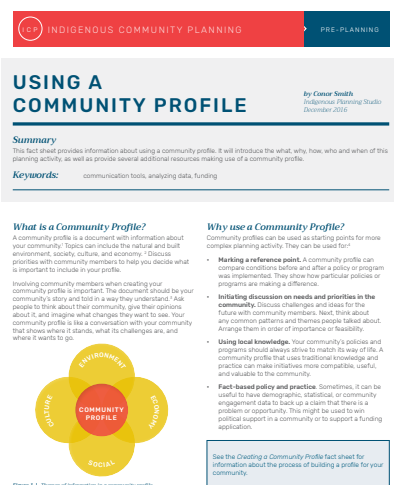 ICP INDIGENOUS COMMUNITY PLANNING
PRE-PLANNING
USING A
COMMUNITY PROFILE
by Conor Smith
Indigenous Planning Studio
December 2016
Summary
This fact sheet provides information about using a community profile. It will introduce the what, why, how, who and when of this
planning activity, as well as provide several additional resources making use of a community profile.
Keywords: communication tools, analyzing data, funding
What is a Community Profile?
A community profile is a document with information about
your community.¹ Topics can include the natural and built
environment, society, culture, and economy. ² Discuss
priorities with community members to help you decide what
is important to include in your profile.
Involving community members when creating your
community profile is important. The document should be your
community's story and told in a way they understand.³ Ask
people to think about their community, give opinions
about it, and imagine what changes they want to see. Your
community profile is like a conversation with your community
that shows where it stands, what its challenges are, and
where it wants to go.
ENVIRONMENT
CULTURE
COMMUNITY
PROFILE
ECONOMY
SOCIAL
Why use a Community Profile?
Community profiles can be used as starting points for more
complex planning activity. They can be used for:⁴
• Marking a reference point. A community profile can
compare conditions before and after a policy or program
was implemented. They show how particular policies or
programs are making a difference.
• Initiating discussion on needs and priorities in the
community. Discuss challenges and ideas for the
future with community members. Next, think about
any common patterns and themes people talked about.
Arrange them in order of importance or feasibility.
• Using local knowledge. Your community's policies and
programs should always strive to match its way of life. A
community profile that uses traditional knowledge and
practice can make initiatives more compatible, useful,
and valuable to the community.
• Fact-based policy and practice. Sometimes, it can be
useful to have demographic, statistical, or community
engagement data to back up a claim that there is a
problem or opportunity. This might be used to win
political support in a community or to support a funding
application.
See the Creating a Community Profile fact sheet for
information about the process of building a profile for your
community.